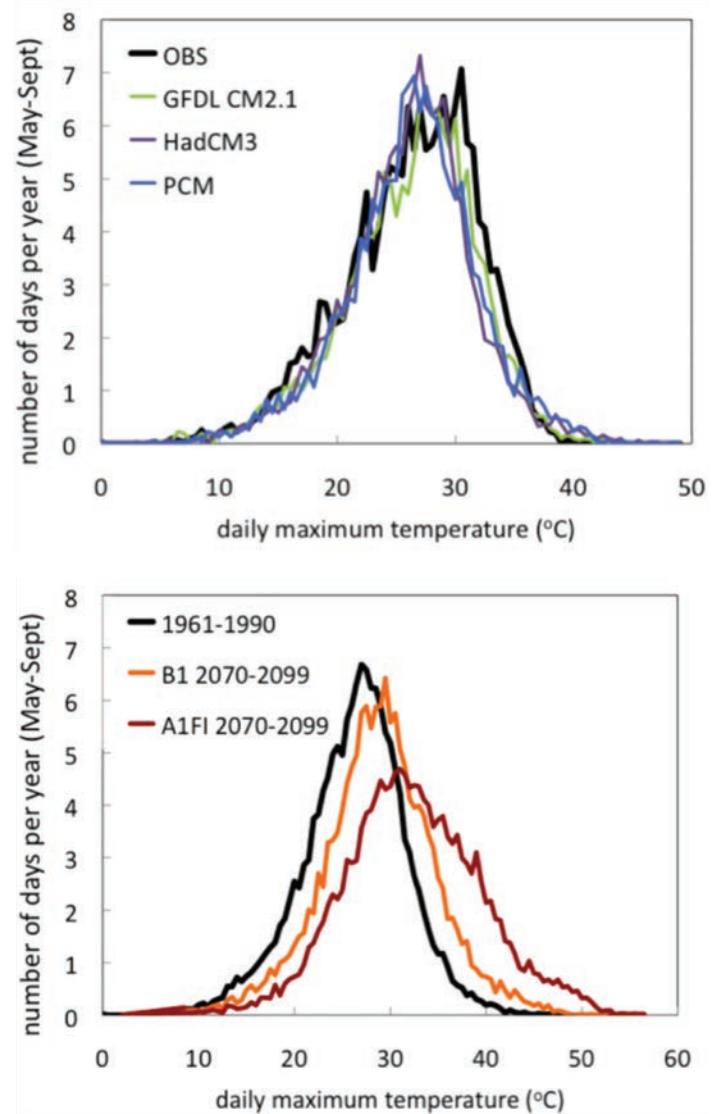 number of days per year (May-Sept)
8
7
6
5
4
3
2
1
0
OBS
GFDL CM2.1
HadCM3
PCM
0 10 20 30 40 50
daily maximum temperature (°C)
number of days per year (May-Sept)
8
7
6
5
4
3
2
1
0
1961-1990
B1 2070-2099
A1FI 2070-2099
0 10 20 30 40 50 60
daily maximum temperature (°C)